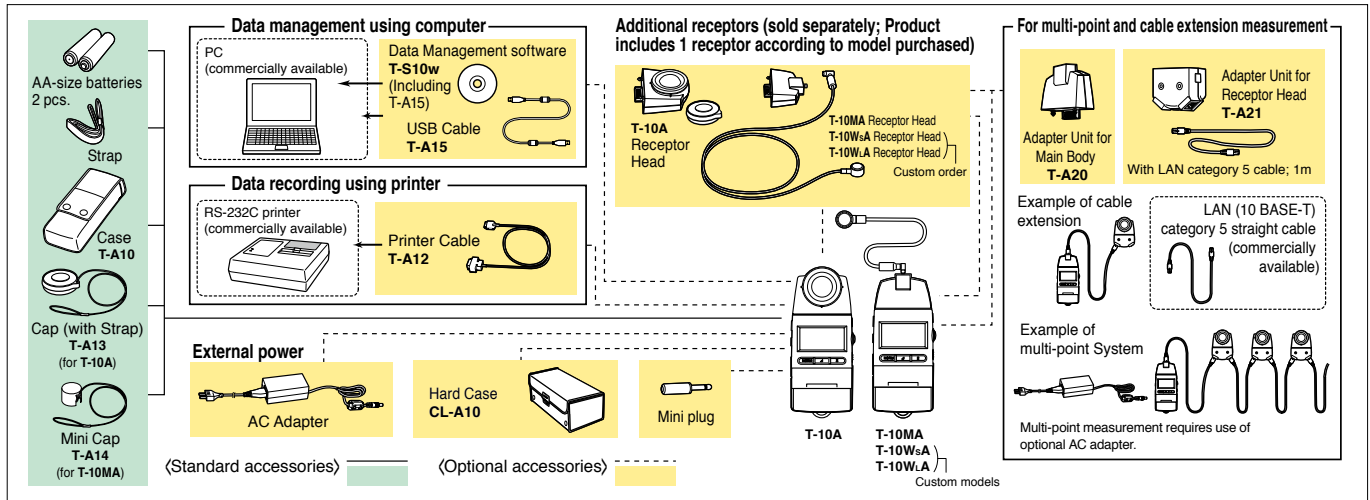 AA-size batteries
2 pcs.
Strap
Case
T-A10
Cap (with Strap)
T-A13
(for T-10A)
Mini Cap
T-A14
(for T-10MA)
Data management using computer
PC
(commercially available)
Data Management software
T-S10w
(Including
T-A15)
USB Cable
T-A15
Data recording using printer
RS-232C printer
(commercially available)
Printer Cable
T-A12
External power
AC Adapter
Hard Case
CL-A10
Mini plug
Additional receptors (sold separately; Product
includes 1 receptor according to model purchased)
T-10A
Receptor
Head
T-10MA Receptor Head
T-10WsA Receptor Head
T-10WLA Receptor Head
Custom order
T-10A
T-10MA
T-10WsA
T-10WLA
Custom models
For multi-point and cable extension measurement
Adapter Unit for
Main Body
T-A20
Adapter Unit for
Receptor Head
T-A21
With LAN category 5 cable; 1m
Example of cable
extension
LAN (10 BASE-T)
category 5 straight cable
(commercially
available)
Example of
multi-point System
Multi-point measurement requires use of
optional AC adapter.
〈Standard accessories〉
〈Optional accessories〉